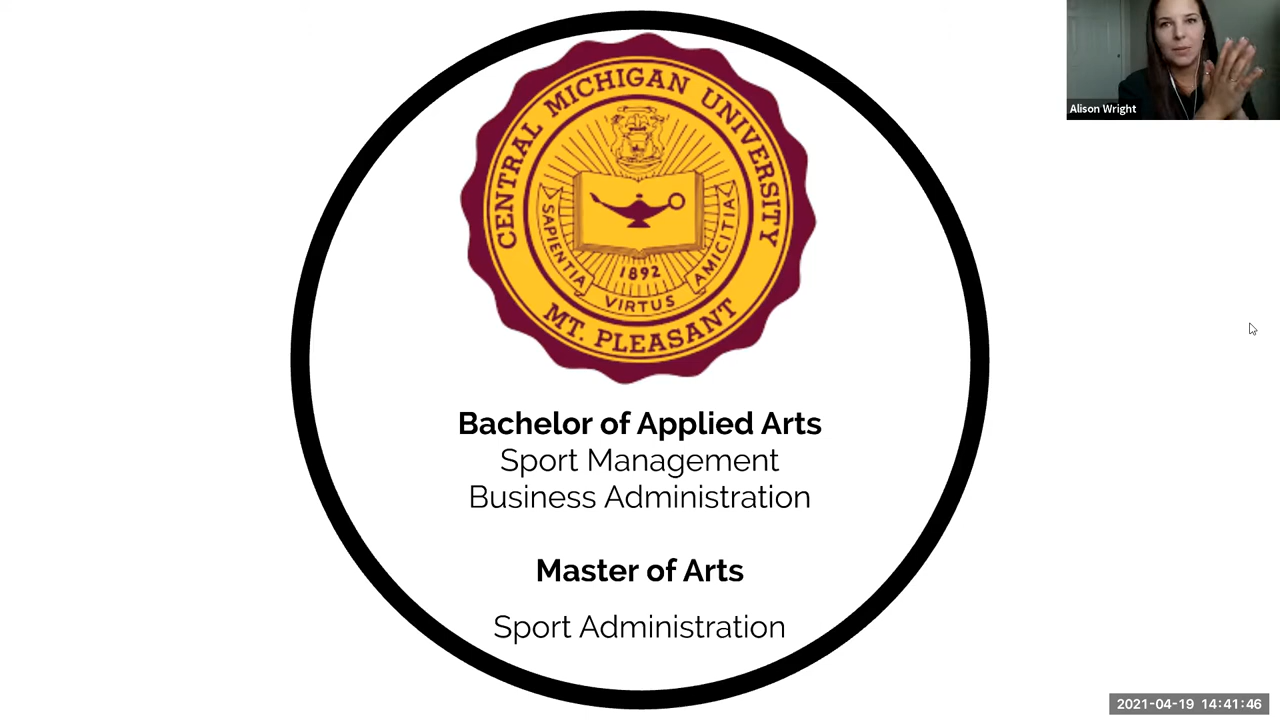 CENTRAL MICHIGAN UNIVERSITY
SAPIENTIA
VIRTUS
AMICITIA
1892
MT. PLEASANT
Bachelor of Applied Arts
Sport Management
Business Administration
Master of Arts
Sport Administration
Alison Wright
2021-04-19 14:41:46